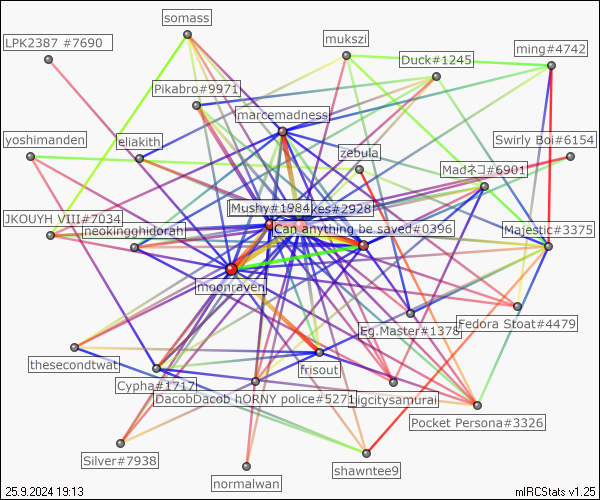 somass
LPK2387 #7690
mukszi
ming#4742
Duck#1245
Pikabro#9971
marcemadness
yoshimanden
eliakith
Swirly Boi#6154
zebula
Madネコ#6901
Mushy#1984
kes#2928
JKOUYH VIII#7034
neokingghidorah
Can anything be saved#0396
Majestic#3375
moonraven
Eg.Master#1378
Fedora Stoat#4479
thesecondtwat
frisout
Cypha#1717
DacobDacob hORNY police#5271
igcitysamurai
Pocket Persona#3326
Silver#7938
shawntee9
normalwan
25.9.2024 19:13
mIRCStats v1.25